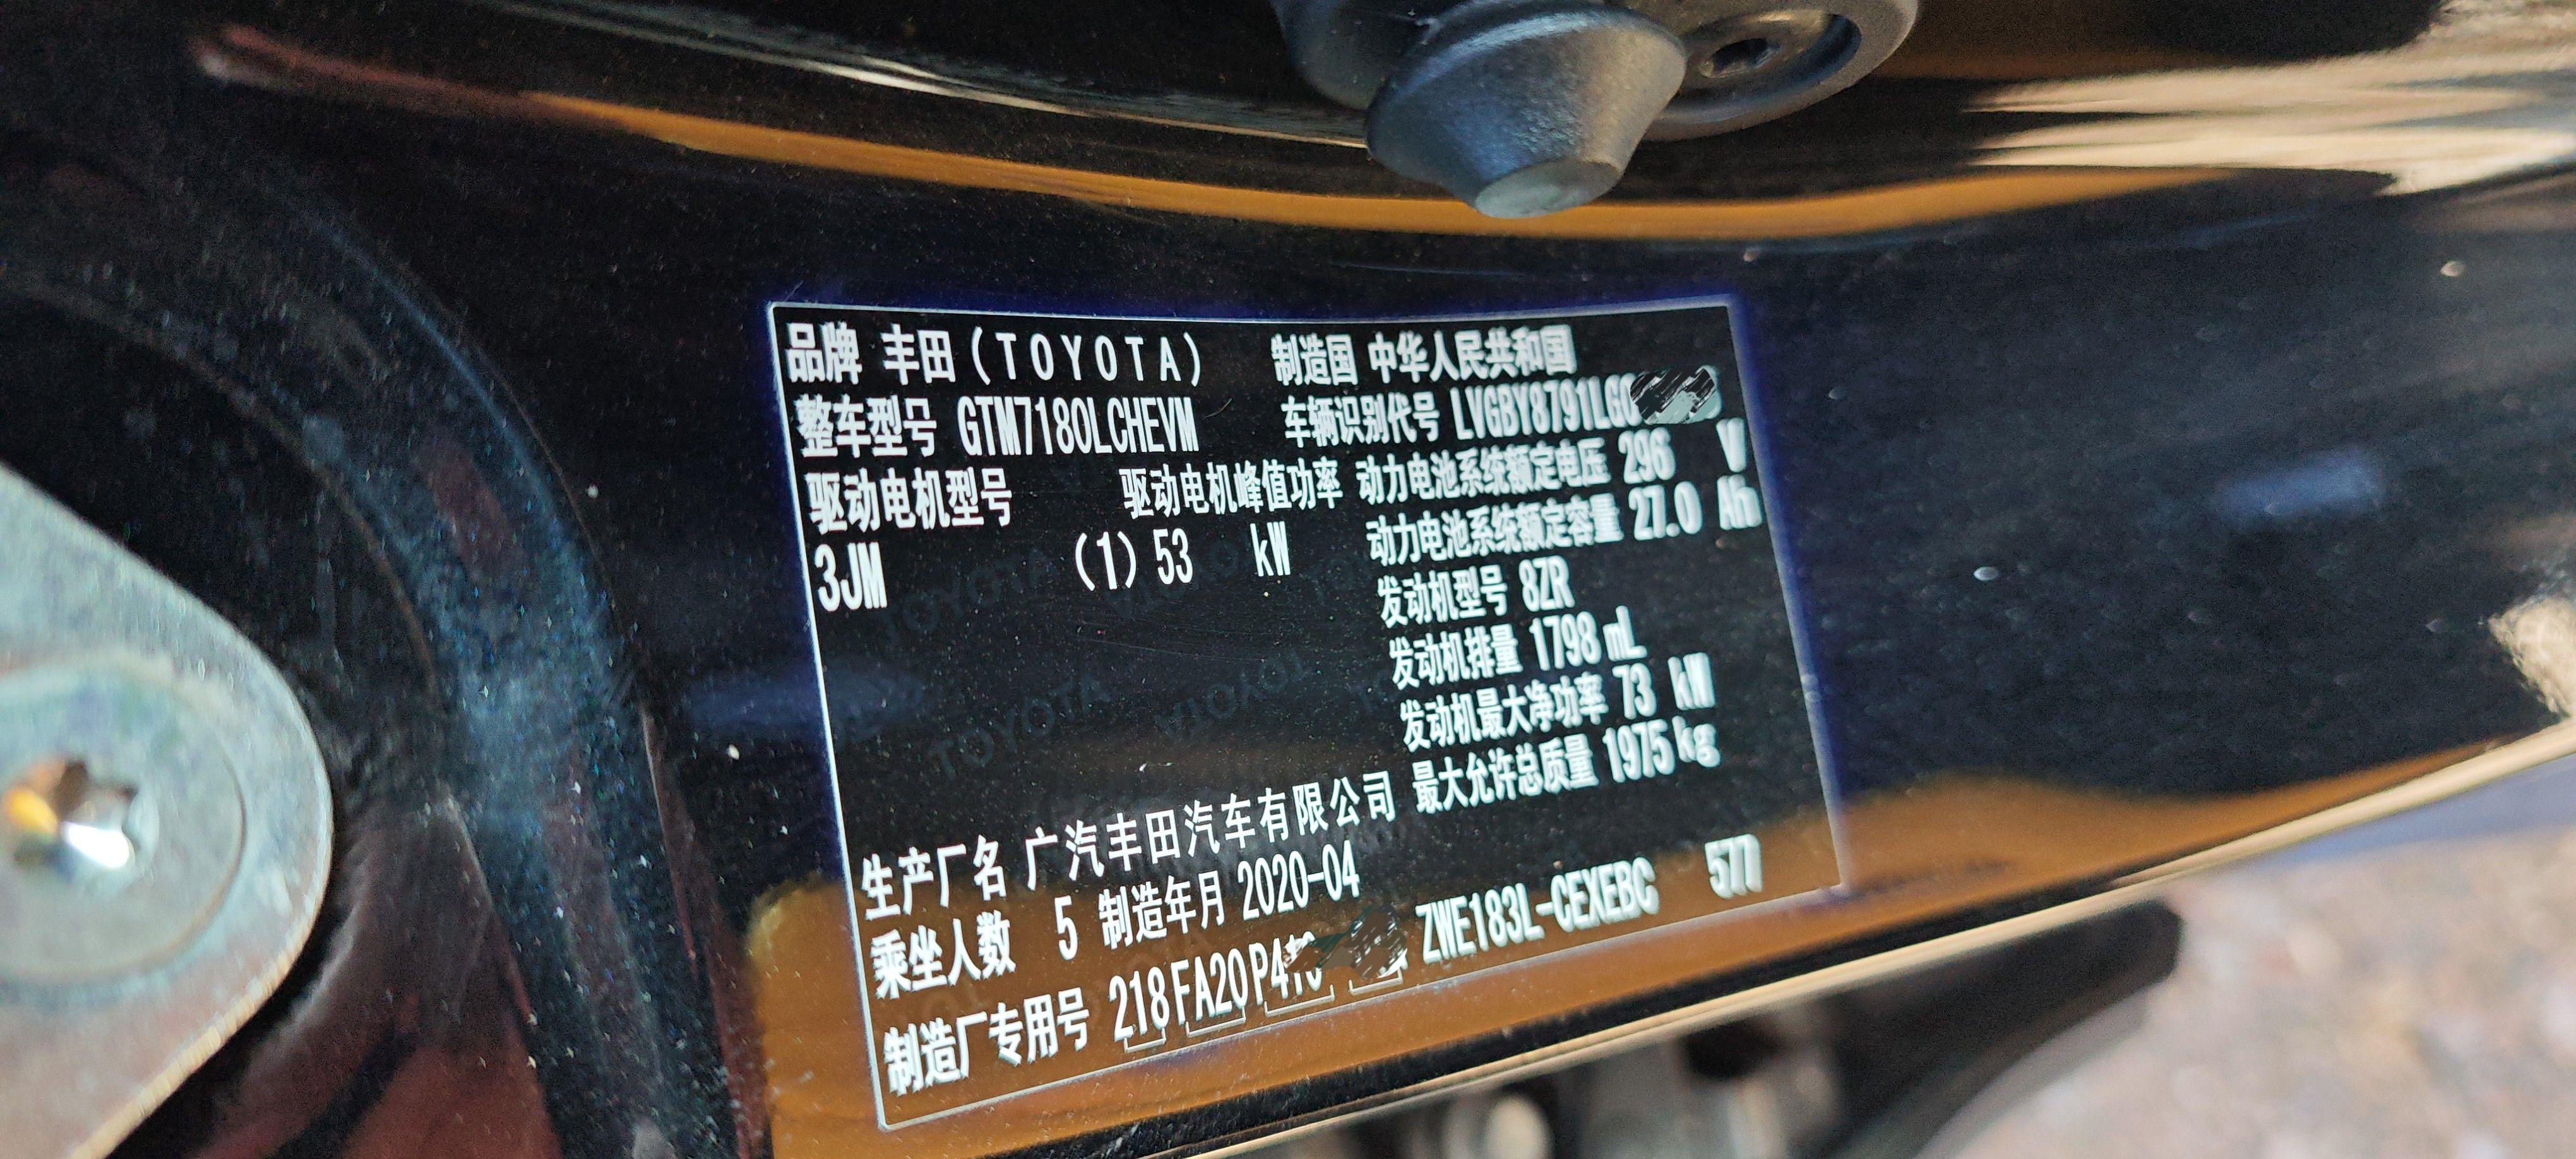 品牌 丰田(TOYOTA) 制造国 中华人民共和国
整车型号 GTM7180LCHEVM 车辆识别代号 LVGBY8791LG0
驱动电机型号 驱动电机峰值功率 动力电池系统额定电压 296 V
3JM (1) 53 kW 动力电池系统额定容量 27.0 Ah
发动机型号 8ZR
发动机排量 1798 mL
发动机最大净功率 73 kW
生产厂名 广汽丰田汽车有限公司 最大允许总质量 1975 kg
乘坐人数 5 制造年月 2020-04
制造厂专用号 218FA20P4 ZWE183L-CEXEBC 577